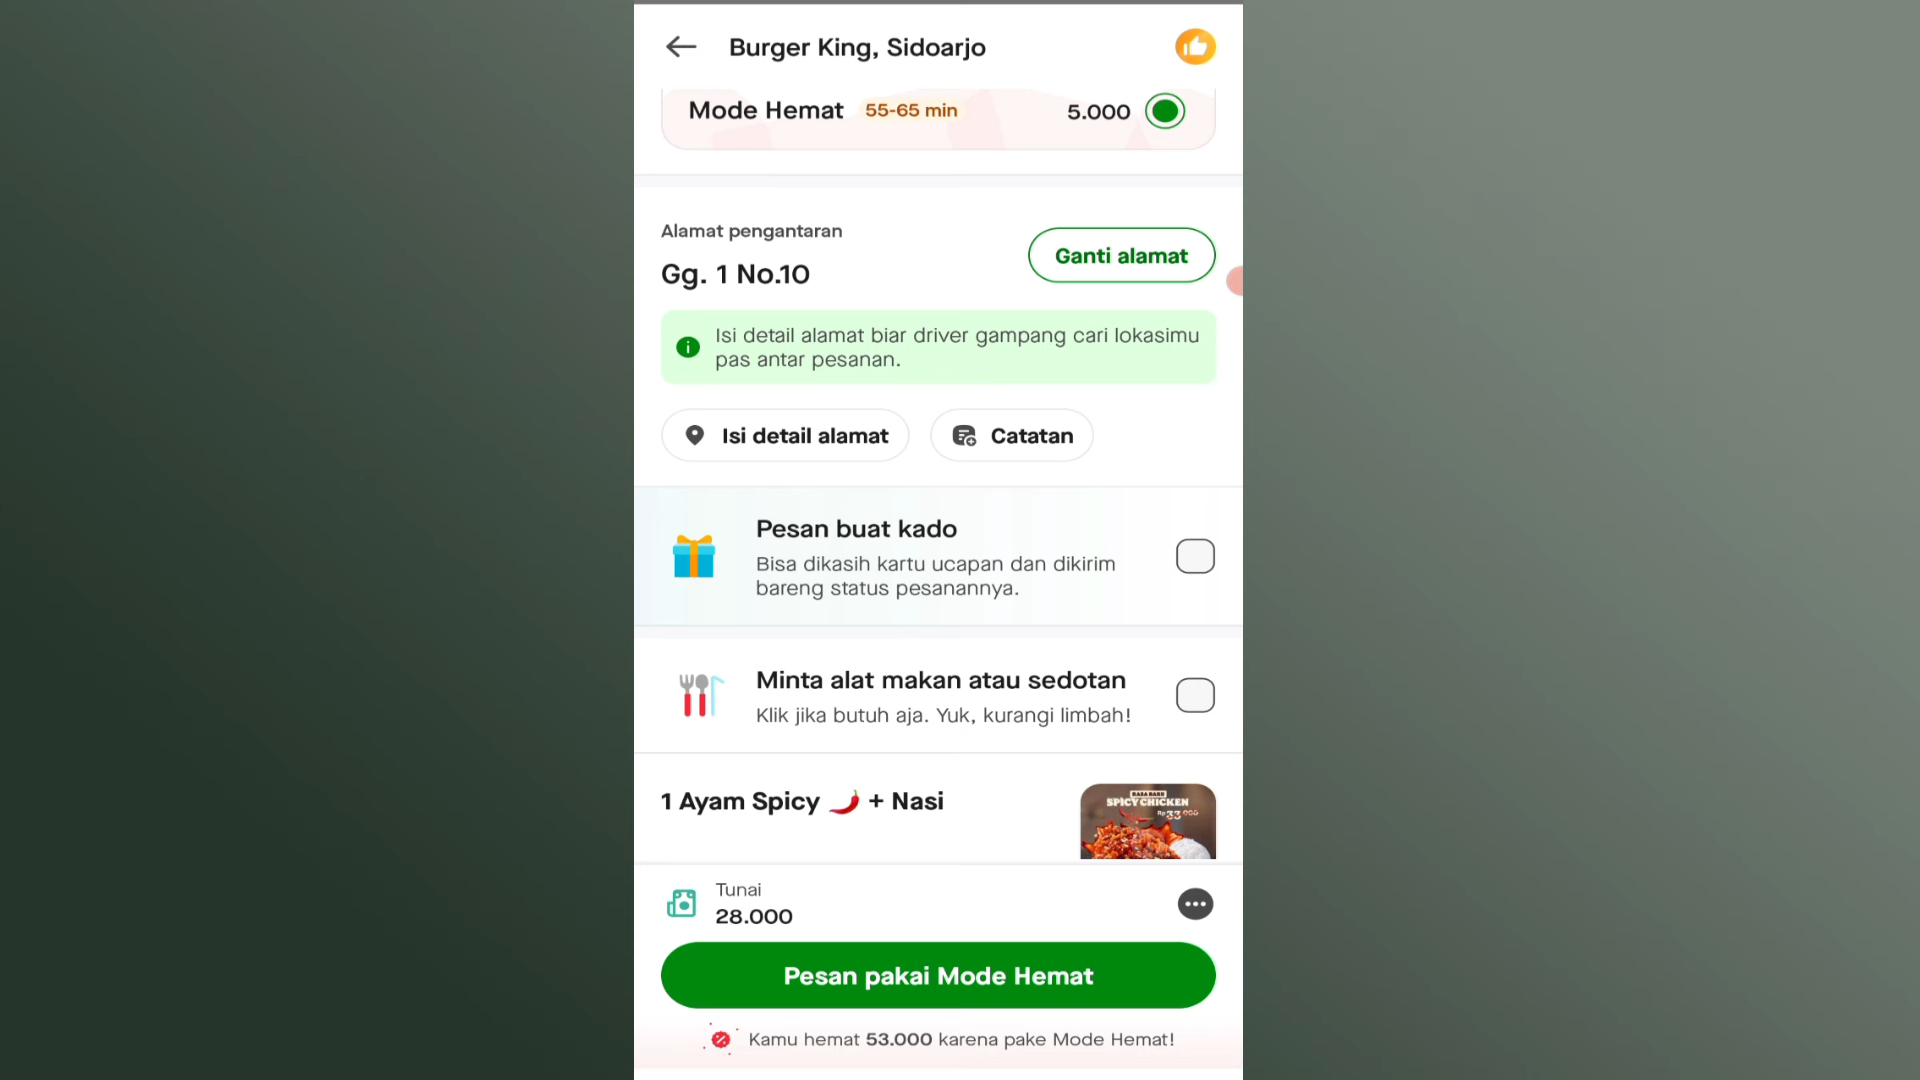 Burger King, Sidoarjo
Mode Hemat 55-65 min 5.000
Alamat pengantaran
Ganti alamat
Gg. 1 No.10
Isi detail alamat biar driver gampang cari lokasimu
pas antar pesanan.
Isi detail alamat
Catatan
Pesan buat kado
Bisa dikasih kartu ucapan dan dikirim
bareng status pesanannya.
Minta alat makan atau sedotan
Klik jika butuh aja. Yuk, kurangi limbah!
1 Ayam Spicy 🌶️ + Nasi
RASA BARU
SPICY CHICKEN
Rp33.000
Tunai
28.000
Pesan pakai Mode Hemat
Kamu hemat 53.000 karena pake Mode Hemat!